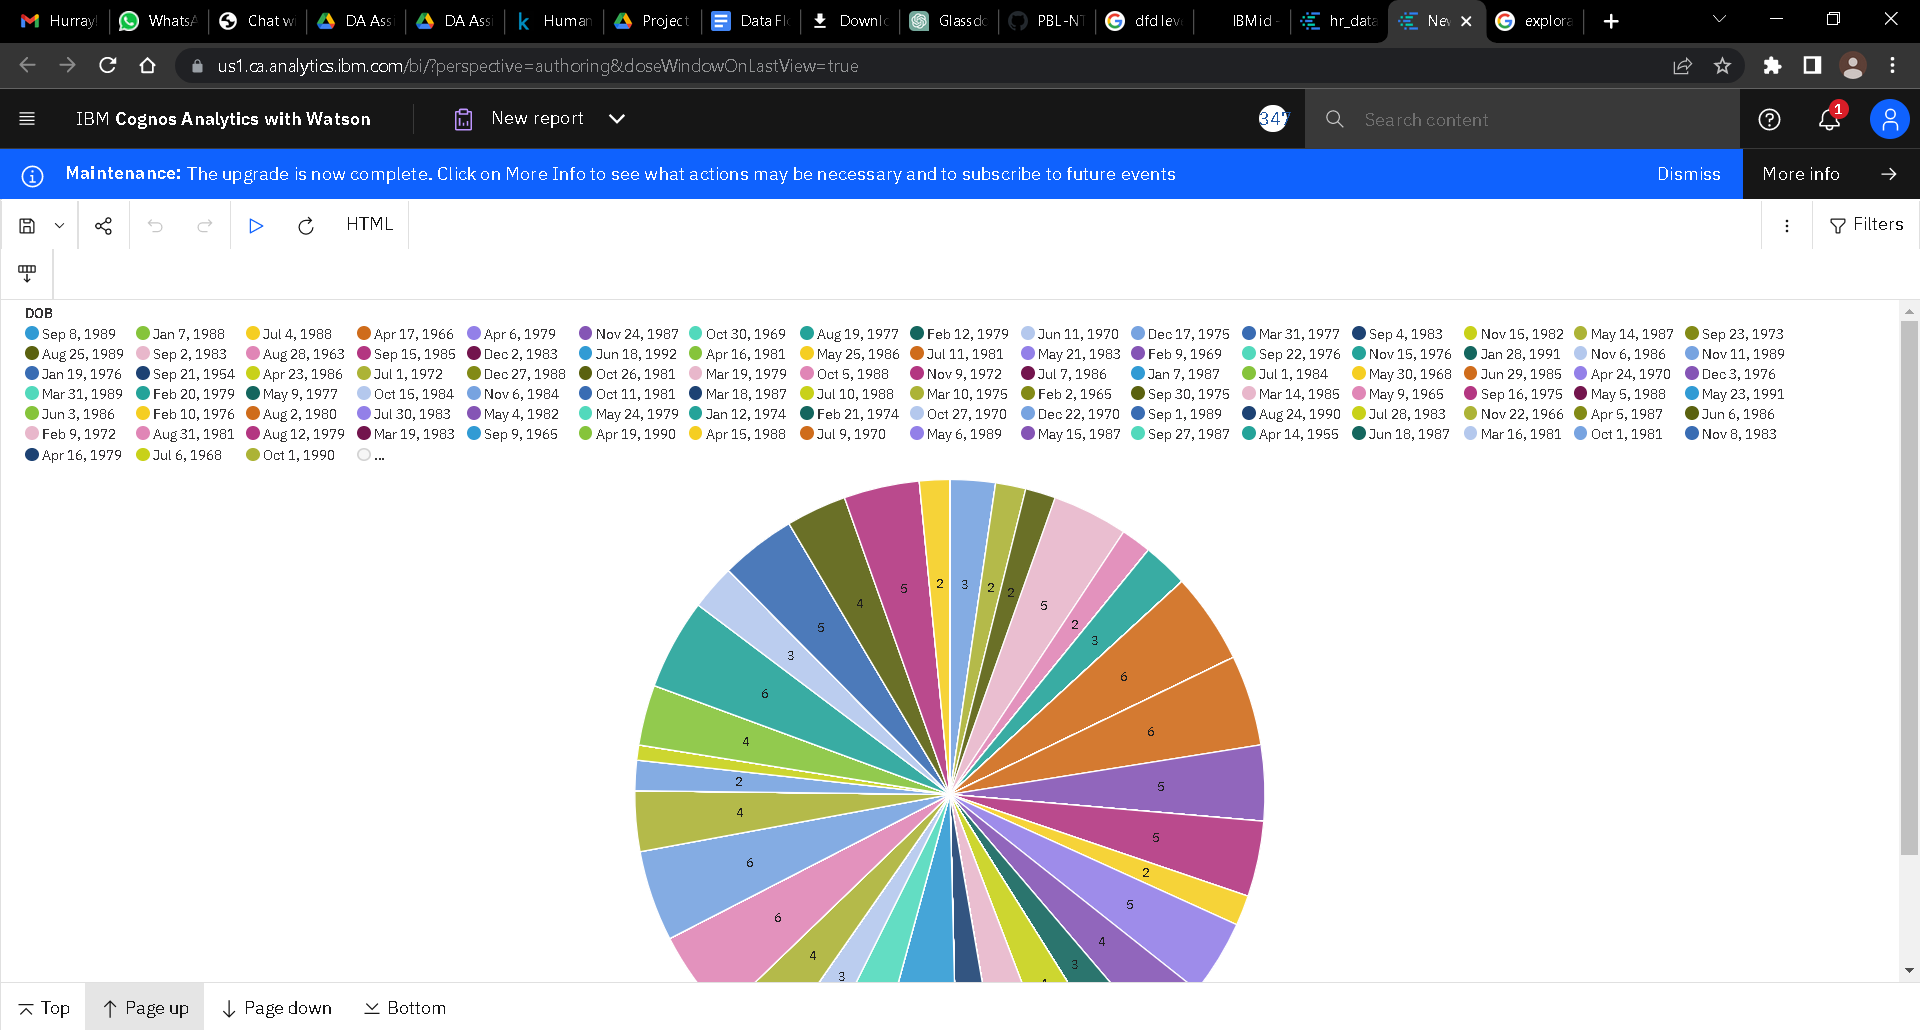 Hurray!
WhatsA
Chat wi
DA Assi
DA Assi
Human
Project
Data Flo
Downlo
Glassdo
PBL-NT
dfd leve
IBMid -
hr_data
New
explora
us1.ca.analytics.ibm.com/bi/?perspective=authoring&closeWindowOnLastView=true
IBM Cognos Analytics with Watson
New report
347
Search content
1
Maintenance: The upgrade is now complete. Click on More Info to see what actions may be necessary and to subscribe to future events
Dismiss
More info
HTML
Filters
DOB
Sep 8, 1989 Jan 7, 1988 Jul 4, 1988 Apr 17, 1966 Apr 6, 1979 Nov 24, 1987 Oct 30, 1969 Aug 19, 1977 Feb 12, 1979 Jun 11, 1970 Dec 17, 1975 Mar 31, 1977 Sep 4, 1983 Nov 15, 1982 May 14, 1987 Sep 23, 1973
Aug 25, 1989 Sep 2, 1983 Aug 28, 1963 Sep 15, 1985 Dec 2, 1983 Jun 18, 1992 Apr 16, 1981 May 25, 1986 Jul 11, 1981 May 21, 1983 Feb 9, 1969 Sep 22, 1976 Nov 15, 1976 Jan 28, 1991 Nov 6, 1986 Nov 11, 1989
Jan 19, 1976 Sep 21, 1954 Apr 23, 1986 Jul 1, 1972 Dec 27, 1988 Oct 26, 1981 Mar 19, 1979 Oct 5, 1988 Nov 9, 1972 Jul 7, 1986 Jan 7, 1987 Jul 1, 1984 May 30, 1968 Jun 29, 1985 Apr 24, 1970 Dec 3, 1976
Mar 31, 1989 Feb 20, 1979 May 9, 1977 Oct 15, 1984 Nov 6, 1984 Oct 11, 1981 Mar 18, 1987 Jul 10, 1988 Mar 10, 1975 Feb 2, 1965 Sep 30, 1975 Mar 14, 1985 May 9, 1965 Sep 16, 1975 May 5, 1988 May 23, 1991
Jun 3, 1986 Feb 10, 1976 Aug 2, 1980 Jul 30, 1983 May 4, 1982 May 24, 1979 Jan 12, 1974 Feb 21, 1974 Oct 27, 1970 Dec 22, 1970 Sep 1, 1989 Aug 24, 1990 Jul 28, 1983 Nov 22, 1966 Apr 5, 1987 Jun 6, 1986
Feb 9, 1972 Aug 31, 1981 Aug 12, 1979 Mar 19, 1983 Sep 9, 1965 Apr 19, 1990 Apr 15, 1988 Jul 9, 1970 May 6, 1989 May 15, 1987 Sep 27, 1987 Apr 14, 1955 Jun 18, 1987 Mar 16, 1981 Oct 1, 1981 Nov 8, 1983
Apr 16, 1979 Jul 6, 1968 Oct 1, 1990 ...
3
2
2
5
2
3
6
6
5
5
2
5
4
3
3
4
6
6
4
2
4
6
3
5
4
5
2
Top
Page up
Page down
Bottom